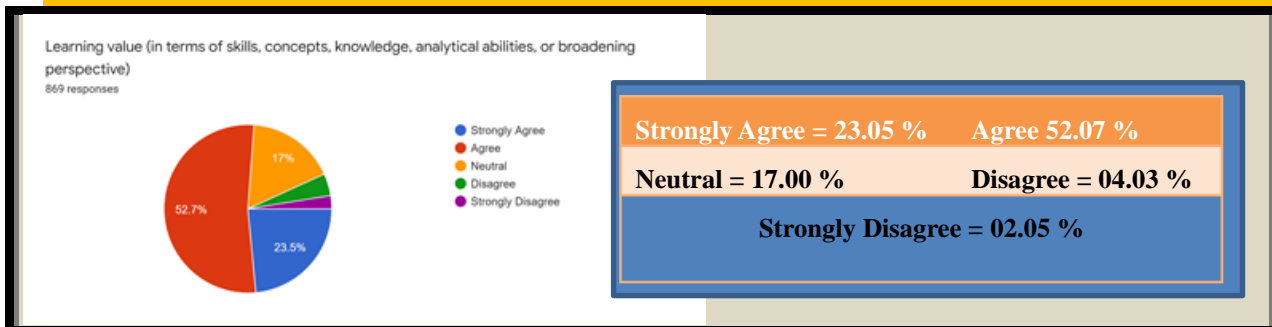 Learning value (in terms of skills, concepts, knowledge, analytical abilities, or broadening
perspective)
869 responses
Strongly Agree
Agree
Neutral
Disagree
Strongly Disagree
17%
52.7%
23.5%
Strongly Agree = 23.05 % Agree 52.07 %
Neutral = 17.00 % Disagree = 04.03 %
Strongly Disagree = 02.05 %